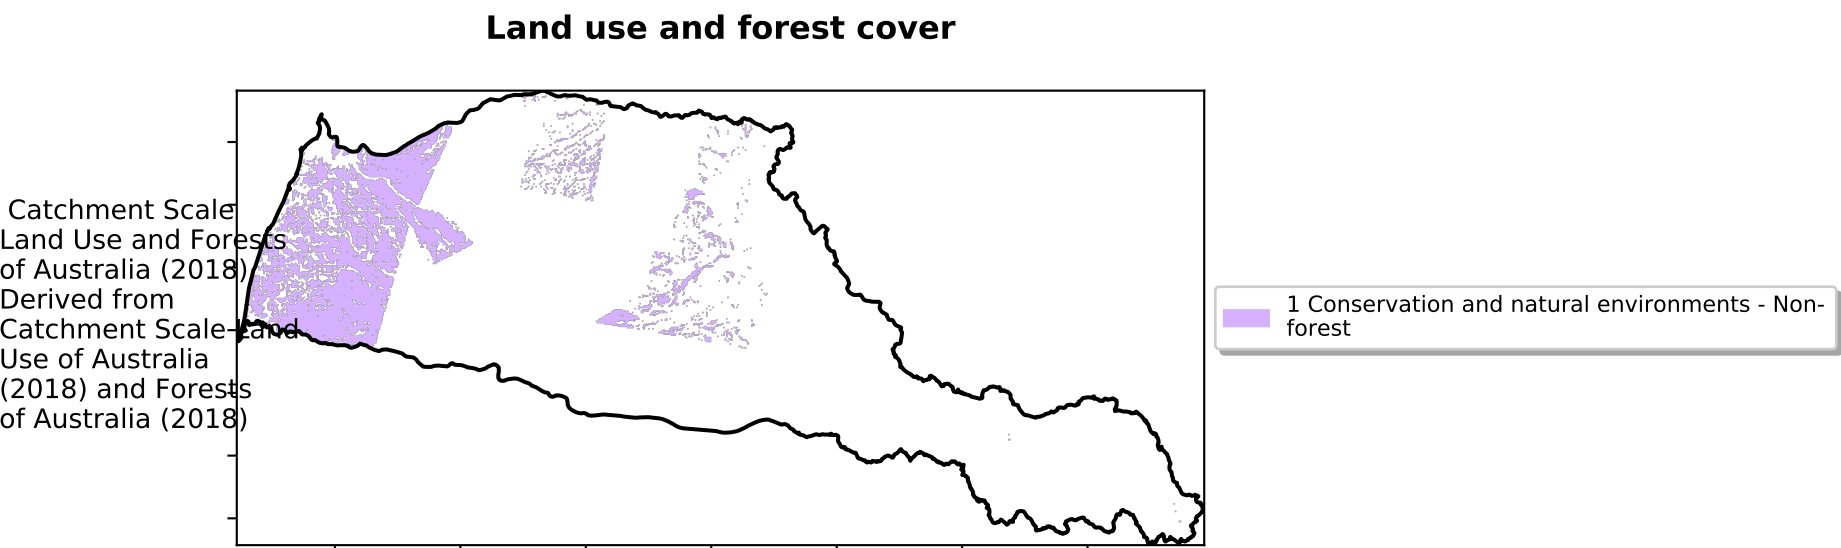 Land use and forest cover
Catchment Scale
Land Use and Forests
of Australia (2018)
Derived from
Catchment Scale Land
Use of Australia
(2018) and Forests
of Australia (2018)
1 Conservation and natural environments - Non-
forest